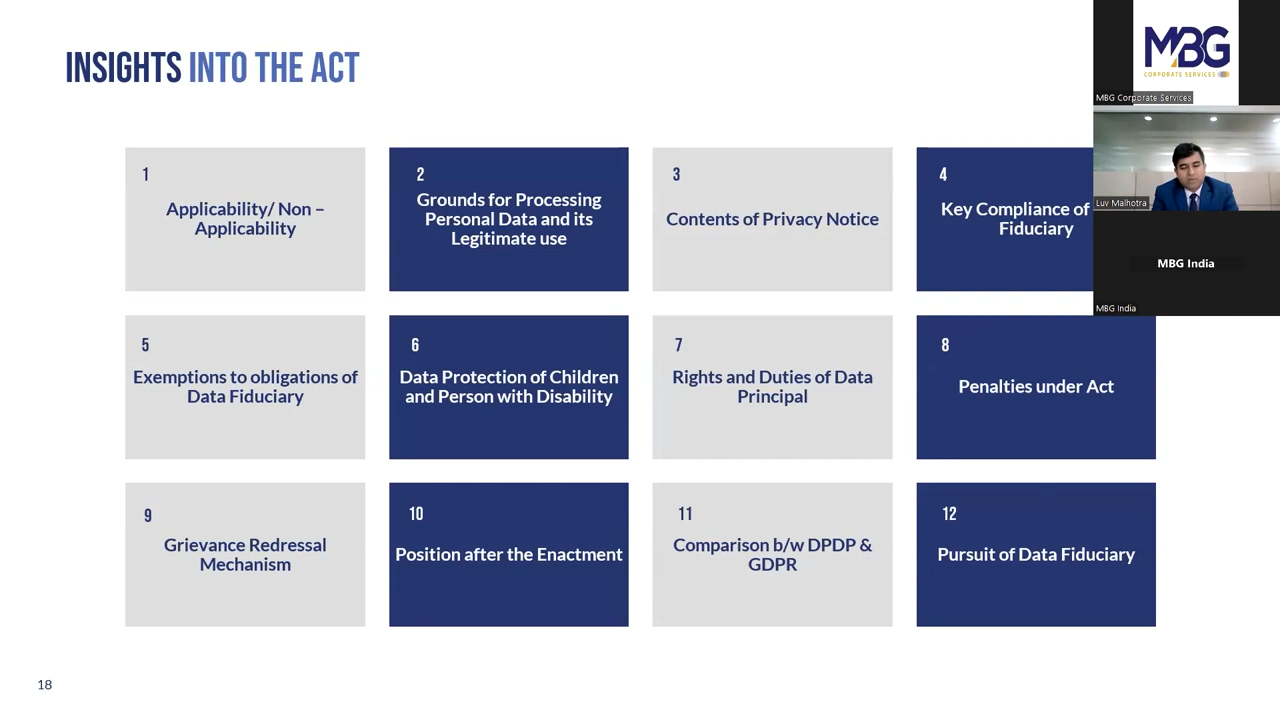 INSIGHTS INTO THE ACT
MBG
CORPORATE SERVICES
MBG Corporate Services
1
Applicability/ Non –
Applicability
2
Grounds for Processing
Personal Data and its
Legitimate use
3
Contents of Privacy Notice
4
Key Compliance of
Fiduciary
Luv Malhotra
MBG India
MBG India
5
Exemptions to obligations of
Data Fiduciary
6
Data Protection of Children
and Person with Disability
7
Rights and Duties of Data
Principal
8
Penalties under Act
9
Grievance Redressal
Mechanism
10
Position after the Enactment
11
Comparison b/w DPDP &
GDPR
12
Pursuit of Data Fiduciary
18